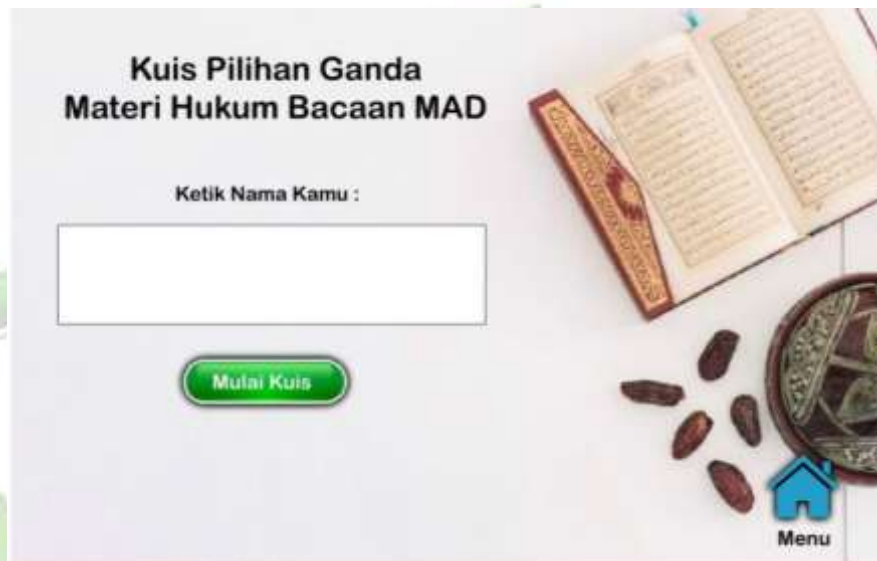 Kuis Pilihan Ganda
Materi Hukum Bacaan MAD
Ketik Nama Kamu :
Mulai Kuis
Menu